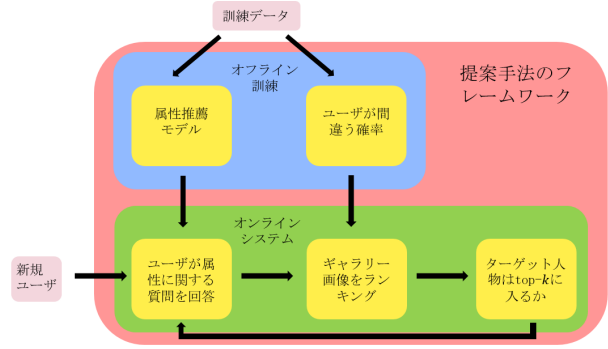 訓練データ
提案手法のフ
レームワーク
オフライン
訓練
属性推薦
モデル
ユーザが間
違う確率
オンライン
システム
新規
ユーザ
ユーザが属
性に関する
質問を回答
ギャラリー
画像をラン
キング
ターゲット人
物はtop-kに
入るか